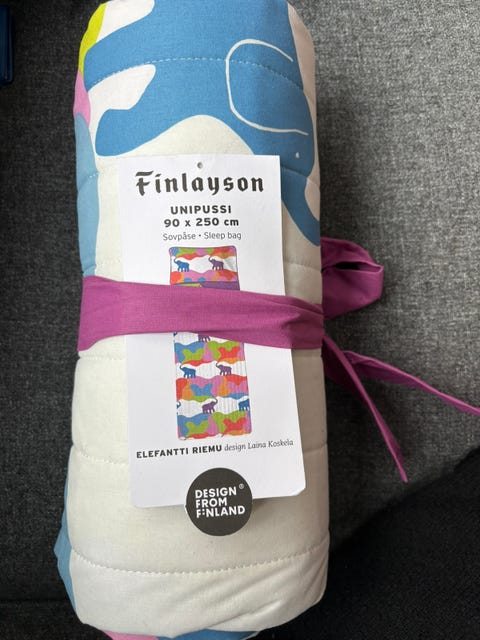 Finlayson
UNIPUSSI
90 x 250 cm
Sovpåse • Sleep bag
ELEFANTTI RIEMU design Laina Koskela
DESIGN ®
FROM
FINLAND